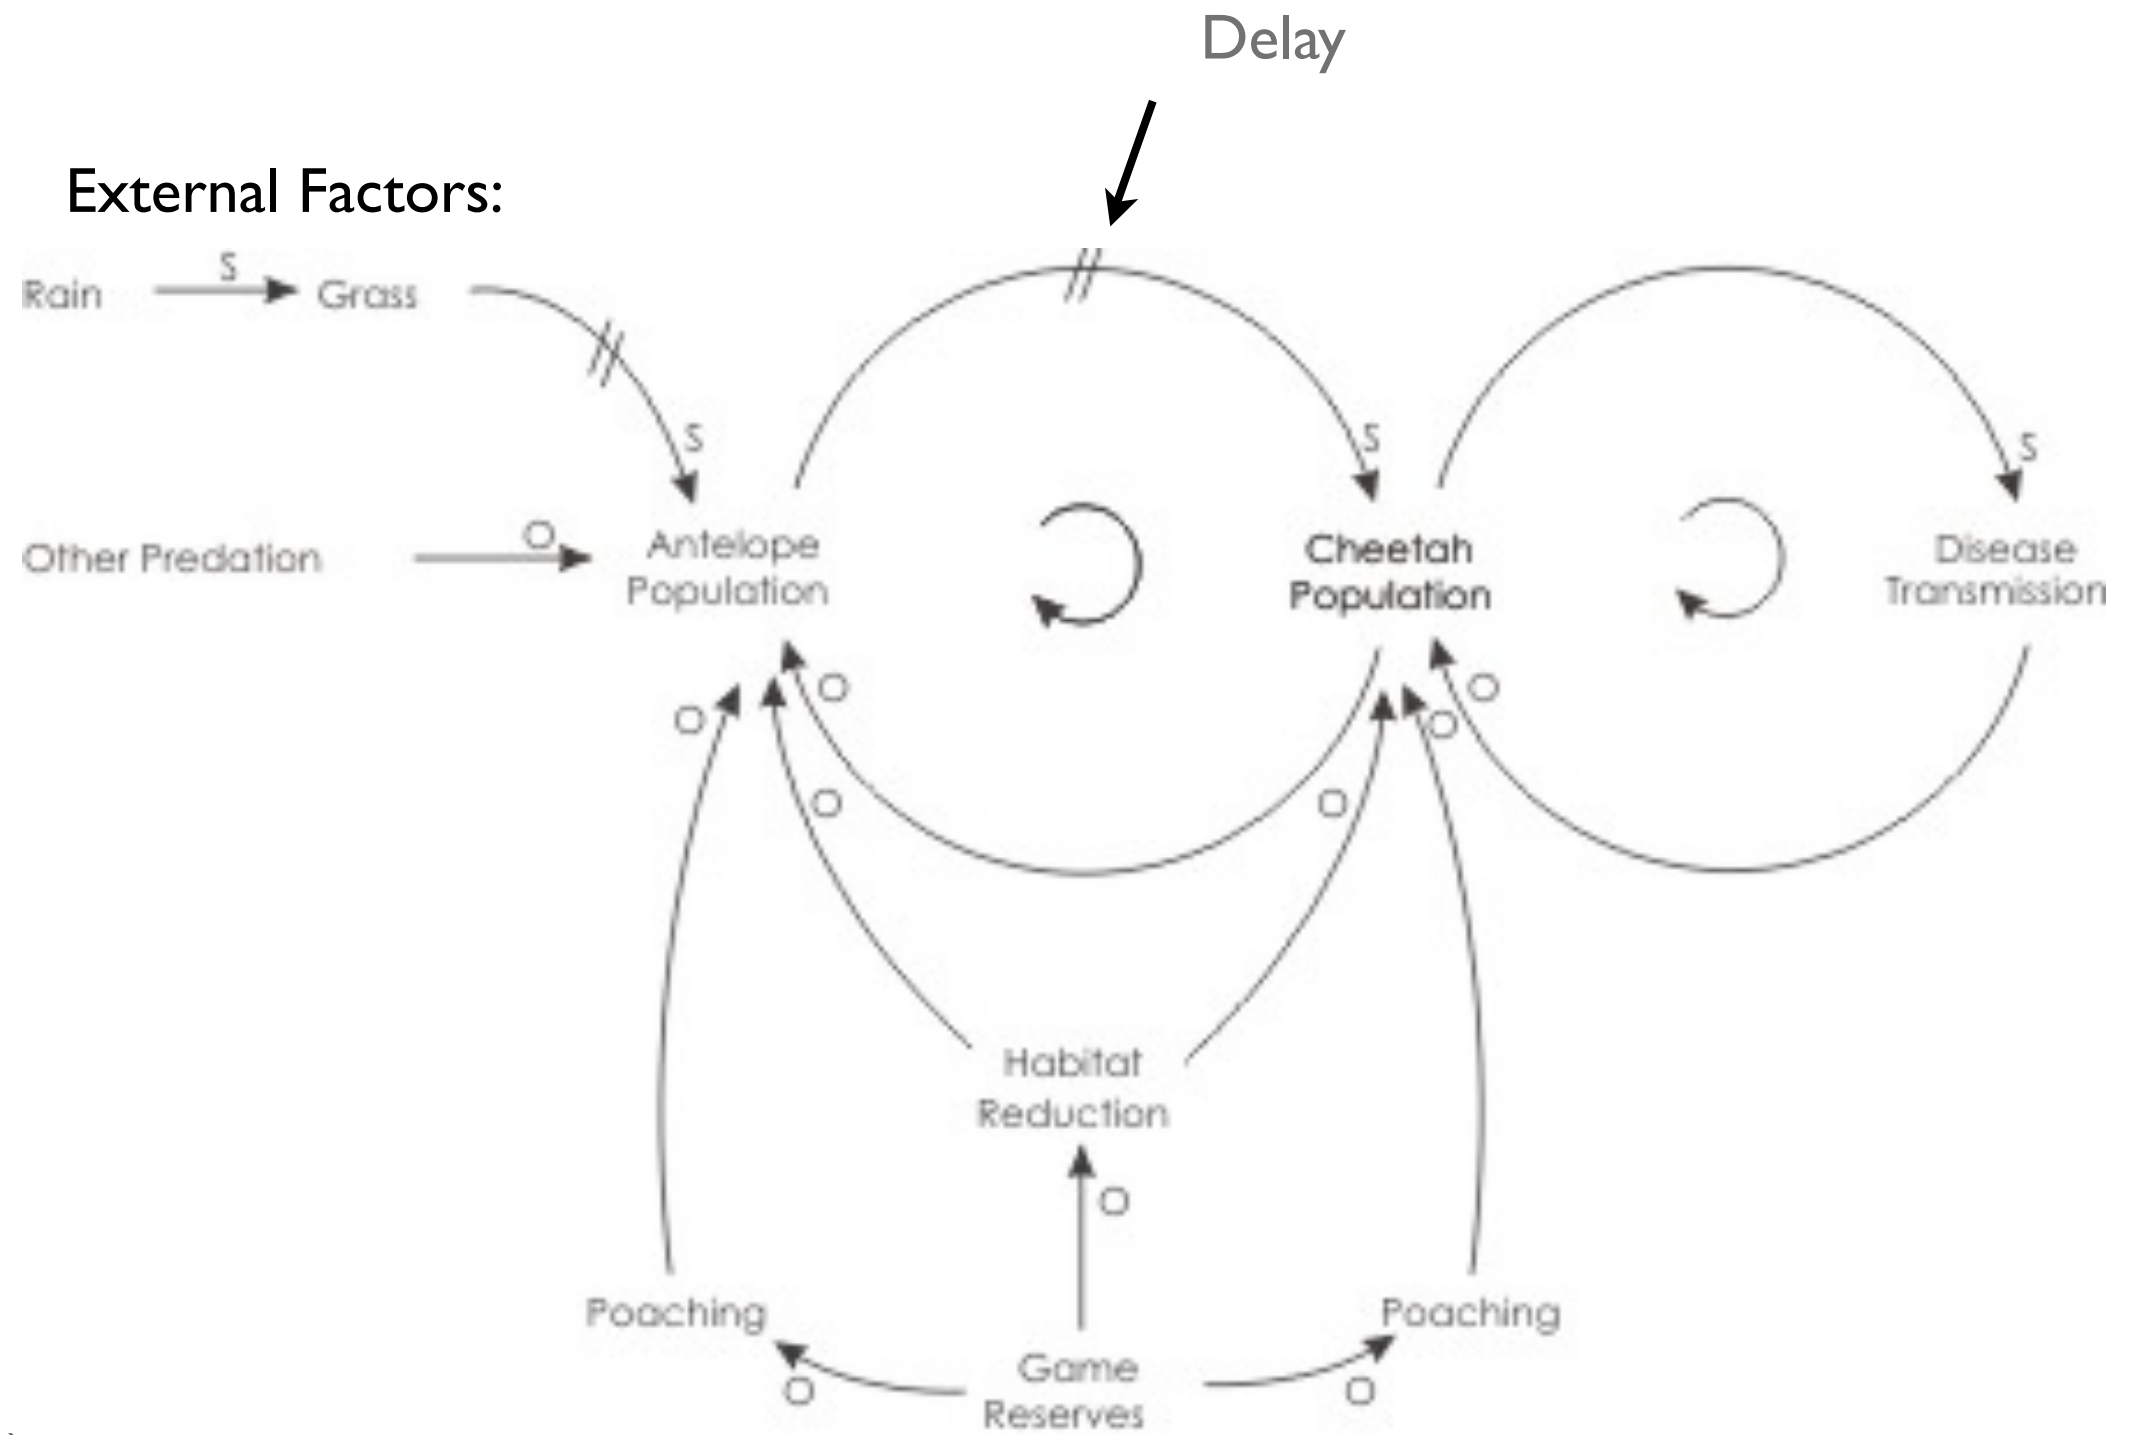 Delay
External Factors:
S
Rain
Grass
S
S
S
Other Predation
O
Antelope
Population
Cheetah
Population
Disease
Transmission
O
O
O
O
O
O
Habitat
Reduction
O
Poaching
Poaching
Game
Reserves
O
O